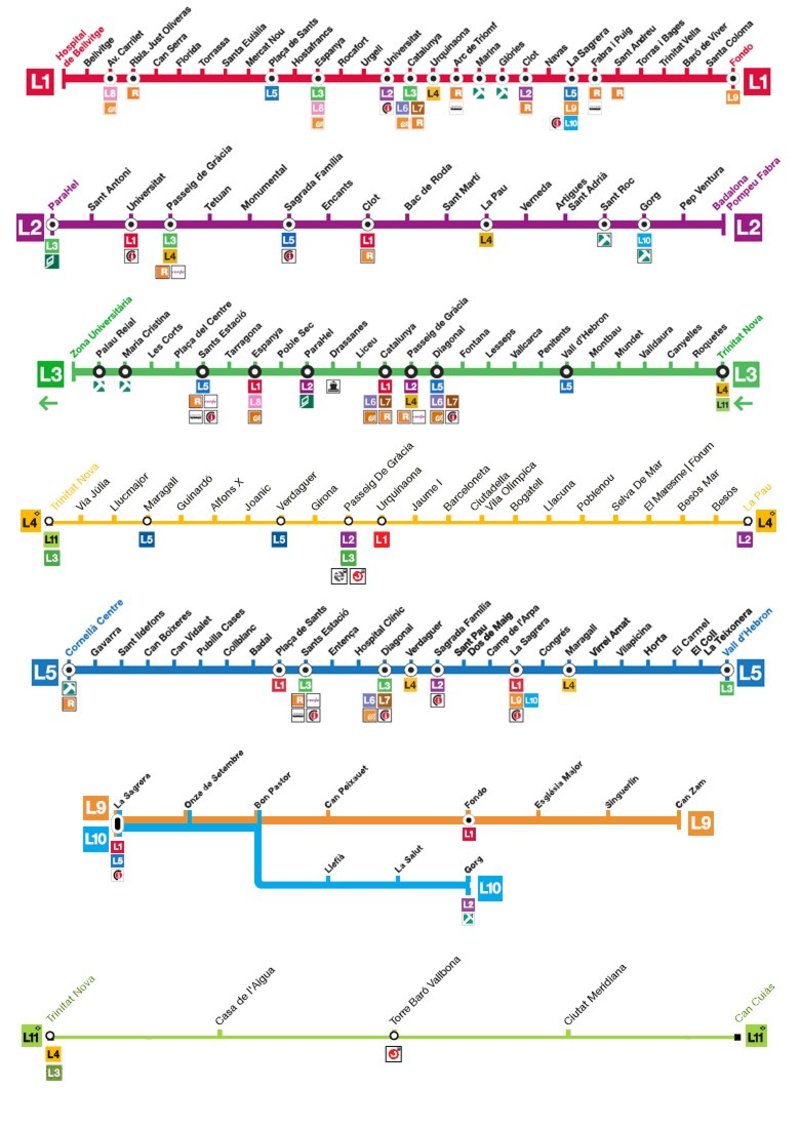 Hospital
de Bellvitge
Bellvitge
Av. Carrilet
Rbla. Just Oliveras
Can Serra
Florida
Torrassa
Santa Eulàlia
Mercat Nou
Plaça de Sants
Hostafrancs
Espanya
Rocafort
Urgell
Universitat
Catalunya
Urquinaona
Arc de Triomf
Marina
Glòries
Clot
Navas
La Sagrera
Fabra i Puig
Sant Andreu
Torras i Bages
Trinitat Vella
Baró de Viver
Santa Coloma
Fondo
L1
L1
L8 R L5 L3 L2 L3 L4 R L2 L5 R L9
L8 L6 L7 R L9
R L10
Paral·lel
Sant Antoni
Universitat
Passeig de Gràcia
Tetuan
Monumental
Sagrada Família
Encants
Clot
Bac de Roda
Sant Martí
La Pau
Verneda
Artigues
Sant Adrià
Sant Roc
Gorg
Pep Ventura
Badalona
Pompeu Fabra
L2
L2
L3 L1 L3 L5 L1 L4 L10
L4 R
R
Zona Universitària
Palau Reial
Maria Cristina
Les Corts
Plaça del Centre
Sants Estació
Tarragona
Espanya
Poble Sec
Paral·lel
Drassanes
Liceu
Catalunya
Passeig de Gràcia
Diagonal
Fontana
Lesseps
Vallcarca
Penitents
Vall d'Hebron
Montbau
Mundet
Valldaura
Canyelles
Roquetes
Trinitat Nova
L3
L3
L5 L1 L2 L1 L2 L5 L5 L4
R L8 L6 L7 L4 L6 L7 L11
R R
Trinitat Nova
Via Júlia
Llucmajor
Maragall
Guinardó
Alfons X
Joanic
Verdaguer
Girona
Passeig De Gràcia
Urquinaona
Jaume I
Barceloneta
Ciutadella
Vila Olímpica
Bogatell
Llacuna
Poblenou
Selva De Mar
El Maresme | Fòrum
Besòs Mar
Besòs
La Pau
L4
L4
L11 L5 L5 L2 L1 L2
L3 L3
Cornellà Centre
Gavarra
Sant Ildefons
Can Boixeres
Can Vidalet
Pubilla Cases
Collblanc
Badal
Plaça de Sants
Sants Estació
Entença
Hospital Clínic
Diagonal
Verdaguer
Sagrada Família
Sant Pau
Dos de Maig
Camp de l'Arpa
La Sagrera
Congrés
Maragall
Virrei Amat
Vilapicina
Horta
El Carmel
El Coll
La Teixonera
Vall d'Hebron
L5
L5
L1 L3 L3 L4 L2 L1 L4 L3
R R L6 L7 L9 L10
La Sagrera
Onze de Setembre
Bon Pastor
Can Peixauet
Fondo
Església Major
Singuerlín
Can Zam
L9
L9
L10
L1
L1
L5
Llefià
La Salut
Gorg
L10
L2
Trinitat Nova
Casa de l'Aigua
Torre Baró Vallbona
Ciutat Meridiana
Can Cuiàs
L11
L11
L4
L3